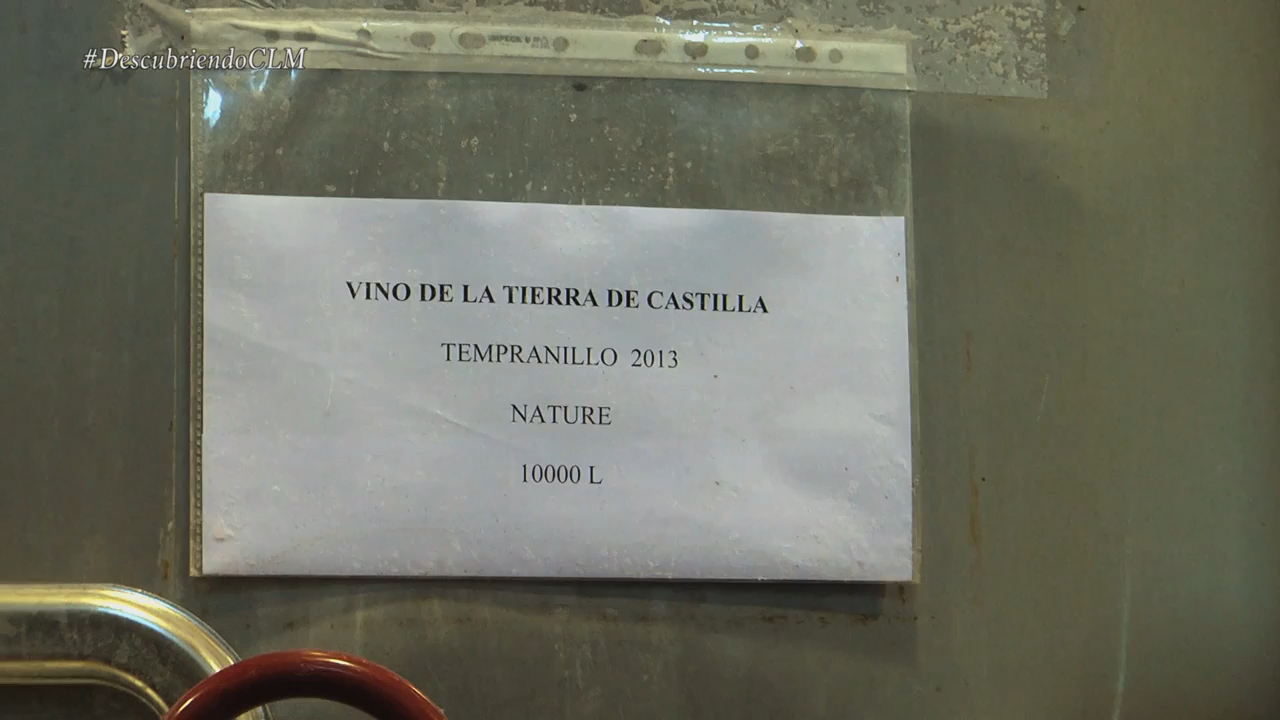 #DescubriendoCLM
VINO DE LA TIERRA DE CASTILLA
TEMPRANILLO 2013
NATURE
10000 L